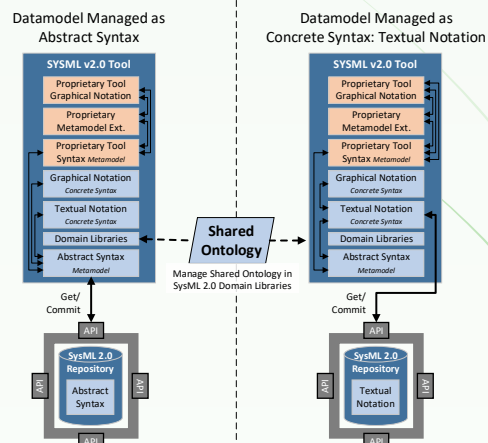 Datamodel Managed as
Abstract Syntax
SYSML v2.0 Tool
Proprietary Tool
Graphical Notation
Proprietary
Metamodel Ext.
Proprietary Tool
Syntax Metamodel
Graphical Notation
Concrete Syntax
Textual Notation
Concrete Syntax
Domain Libraries
Abstract Syntax
Metamodel
Get/
Commit
API
API
SysML 2.0
Repository
Abstract
Syntax
API
API
Shared
Ontology
Manage Shared Ontology in
SysML 2.0 Domain Libraries
Datamodel Managed as
Concrete Syntax: Textual Notation
SYSML v2.0 Tool
Proprietary Tool
Graphical Notation
Proprietary
Metamodel Ext.
Proprietary Tool
Syntax Metamodel
Graphical Notation
Concrete Syntax
Textual Notation
Concrete Syntax
Domain Libraries
Abstract Syntax
Metamodel
Get/
Commit
API
API
SysML 2.0
Repository
Textual
Notation
API
API